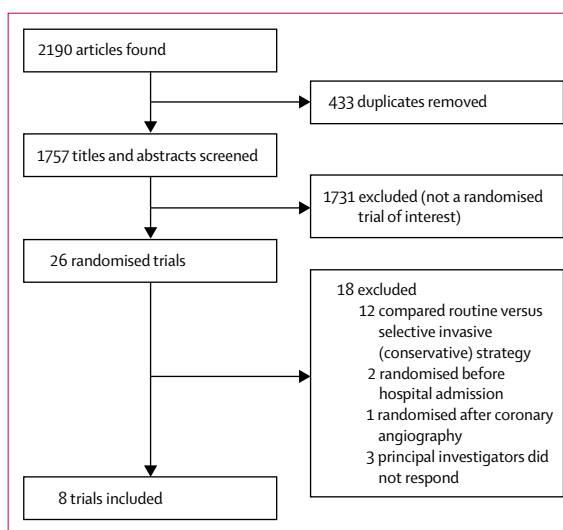 2190 articles found
433 duplicates removed
1757 titles and abstracts screened
1731 excluded (not a randomised
trial of interest)
26 randomised trials
18 excluded
12 compared routine versus
selective invasive
(conservative) strategy
2 randomised before
hospital admission
1 randomised after coronary
angiography
3 principal investigators did
not respond
8 trials included